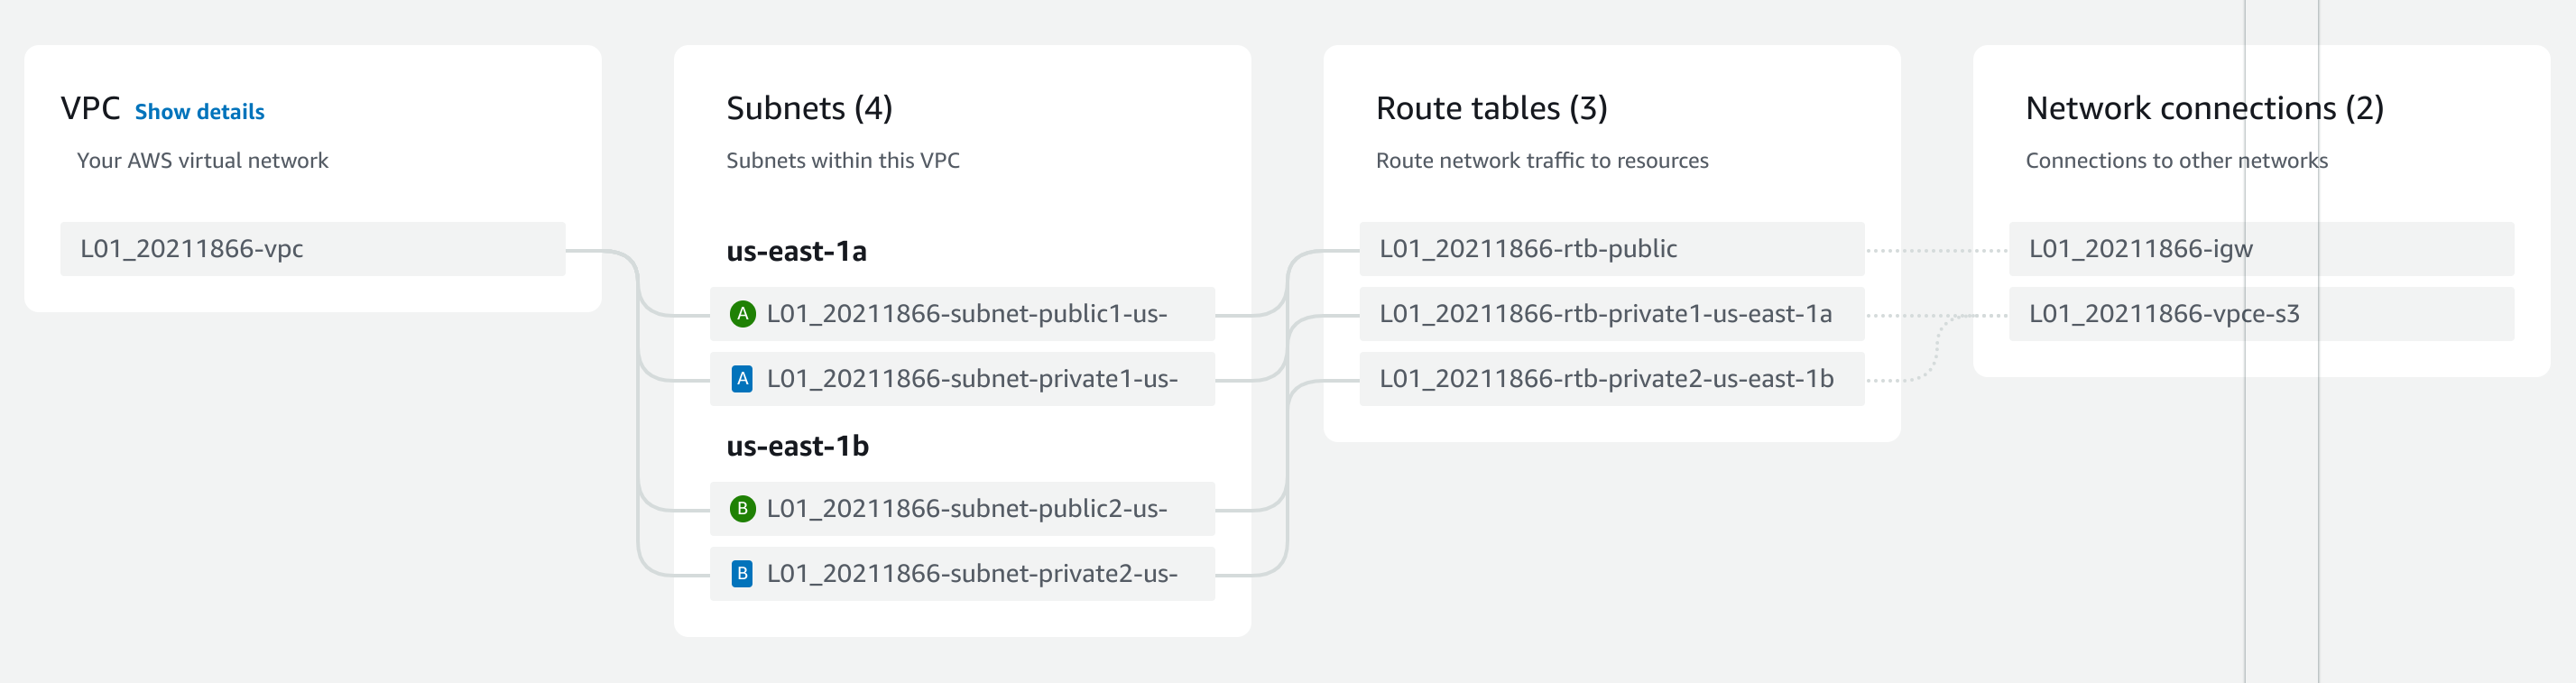 VPC Show details
Your AWS virtual network
L01_20211866-vpc
Subnets (4)
Subnets within this VPC
us-east-1a
A L01_20211866-subnet-public1-us-
A L01_20211866-subnet-private1-us-
us-east-1b
B L01_20211866-subnet-public2-us-
B L01_20211866-subnet-private2-us-
Route tables (3)
Route network traffic to resources
L01_20211866-rtb-public
L01_20211866-rtb-private1-us-east-1a
L01_20211866-rtb-private2-us-east-1b
Network connections (2)
Connections to other networks
L01_20211866-igw
L01_20211866-vpce-s3